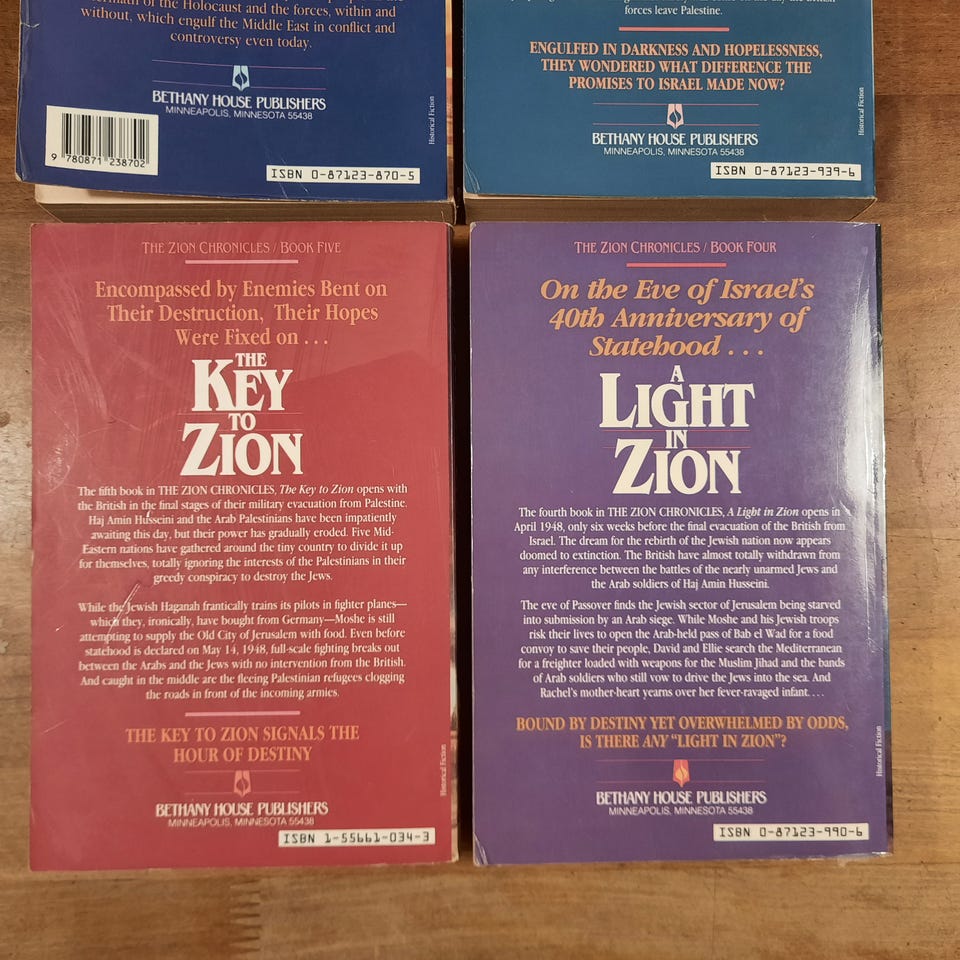 ermath of the Holocaust and the forces, within and
without, which engulf the Middle East in conflict and
controversy even today.
BETHANY HOUSE PUBLISHERS
MINNEAPOLIS, MINNESOTA 55438
Historical Fiction
9 780871 238702
ISBN 0-87123-870-5
forces leave Palestine.
ENGULFED IN DARKNESS AND HOPELESSNESS,
THEY WONDERED WHAT DIFFERENCE THE
PROMISES TO ISRAEL MADE NOW?
BETHANY HOUSE PUBLISHERS
MINNEAPOLIS, MINNESOTA 55438
Historical Fiction
ISBN 0-87123-939-6
THE ZION CHRONICLES / BOOK FIVE
Encompassed by Enemies Bent on
Their Destruction, Their Hopes
Were Fixed on . . .
THE
KEY
TO
ZION
The fifth book in THE ZION CHRONICLES, The Key to Zion opens with
the British in the final stages of their military evacuation from Palestine.
Haj Amin Husseini and the Arab Palestinians have been impatiently
awaiting this day, but their power has gradually eroded. Five Mid-
Eastern nations have gathered around the tiny country to divide it up
for themselves, totally ignoring the interests of the Palestinians in their
greedy conspiracy to destroy the Jews.
While the Jewish Haganah frantically trains its pilots in fighter planes—
which they, ironically, have bought from Germany—Moshe is still
attempting to supply the Old City of Jerusalem with food. Even before
statehood is declared on May 14, 1948, full-scale fighting breaks out
between the Arabs and the Jews with no intervention from the British.
And caught in the middle are the fleeing Palestinian refugees clogging
the roads in front of the incoming armies.
THE KEY TO ZION SIGNALS THE
HOUR OF DESTINY
Historical Fiction
BETHANY HOUSE PUBLISHERS
MINNEAPOLIS, MINNESOTA 55438
ISBN 1-55661-034-3
THE ZION CHRONICLES / BOOK FOUR
On the Eve of Israel's
40th Anniversary of
Statehood . . .
A
LIGHT
IN
ZION
The fourth book in THE ZION CHRONICLES, A Light in Zion opens in
April 1948, only six weeks before the final evacuation of the British from
Israel. The dream for the rebirth of the Jewish nation now appears
doomed to extinction. The British have almost totally withdrawn from
any interference between the battles of the nearly unarmed Jews and
the Arab soldiers of Haj Amin Husseini.
The eve of Passover finds the Jewish sector of Jerusalem being starved
into submission by an Arab siege. While Moshe and his Jewish troops
risk their lives to open the Arab-held pass of Bab el Wad for a food
convoy to save their people, David and Ellie search the Mediterranean
for a freighter loaded with weapons for the Muslim Jihad and the bands
of Arab soldiers who still vow to drive the Jews into the sea. And
Rachel's mother-heart yearns over her fever-ravaged infant. . . .
BOUND BY DESTINY YET OVERWHELMED BY ODDS,
IS THERE ANY "LIGHT IN ZION"?
Historical Fiction
BETHANY HOUSE PUBLISHERS
MINNEAPOLIS, MINNESOTA 55438
ISBN 0-87123-990-6